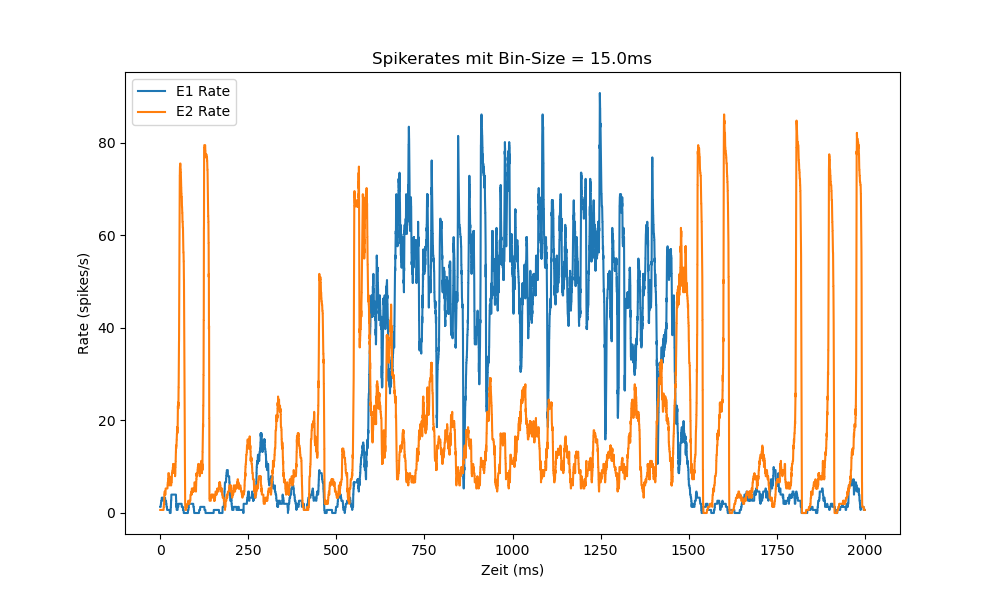 Spikerates mit Bin-Size = 15.0ms
E1 Rate
E2 Rate
Rate (spikes/s)
80
60
40
20
0
0 250 500 750 1000 1250 1500 1750 2000
Zeit (ms)